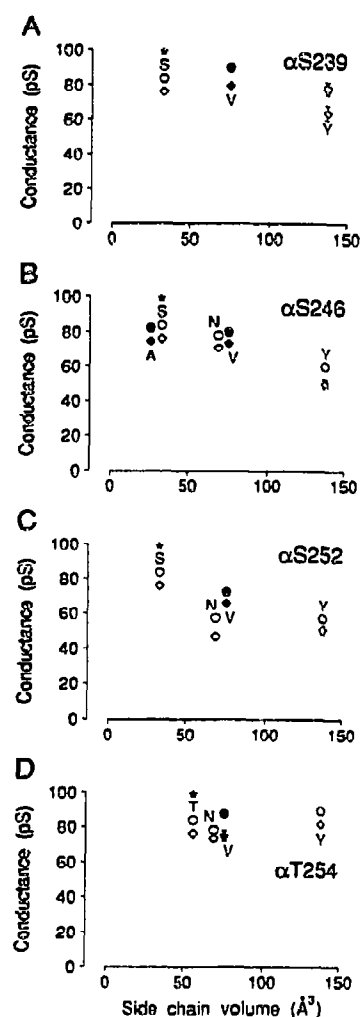 A
αS239
Conductance (pS)
100
80
60
40
20
0
* S
V
Y
0 50 100 150
B
αS246
Conductance (pS)
100
80
60
40
20
0
A
* S
N
V
Y
0 50 100 150
C
αS252
Conductance (pS)
100
80
60
40
20
0
* S
N
V
Y
0 50 100 150
D
αT254
Conductance (pS)
100
80
60
40
20
0
* T
N
V
Y
0 50 100 150
Side chain volume (Å³)